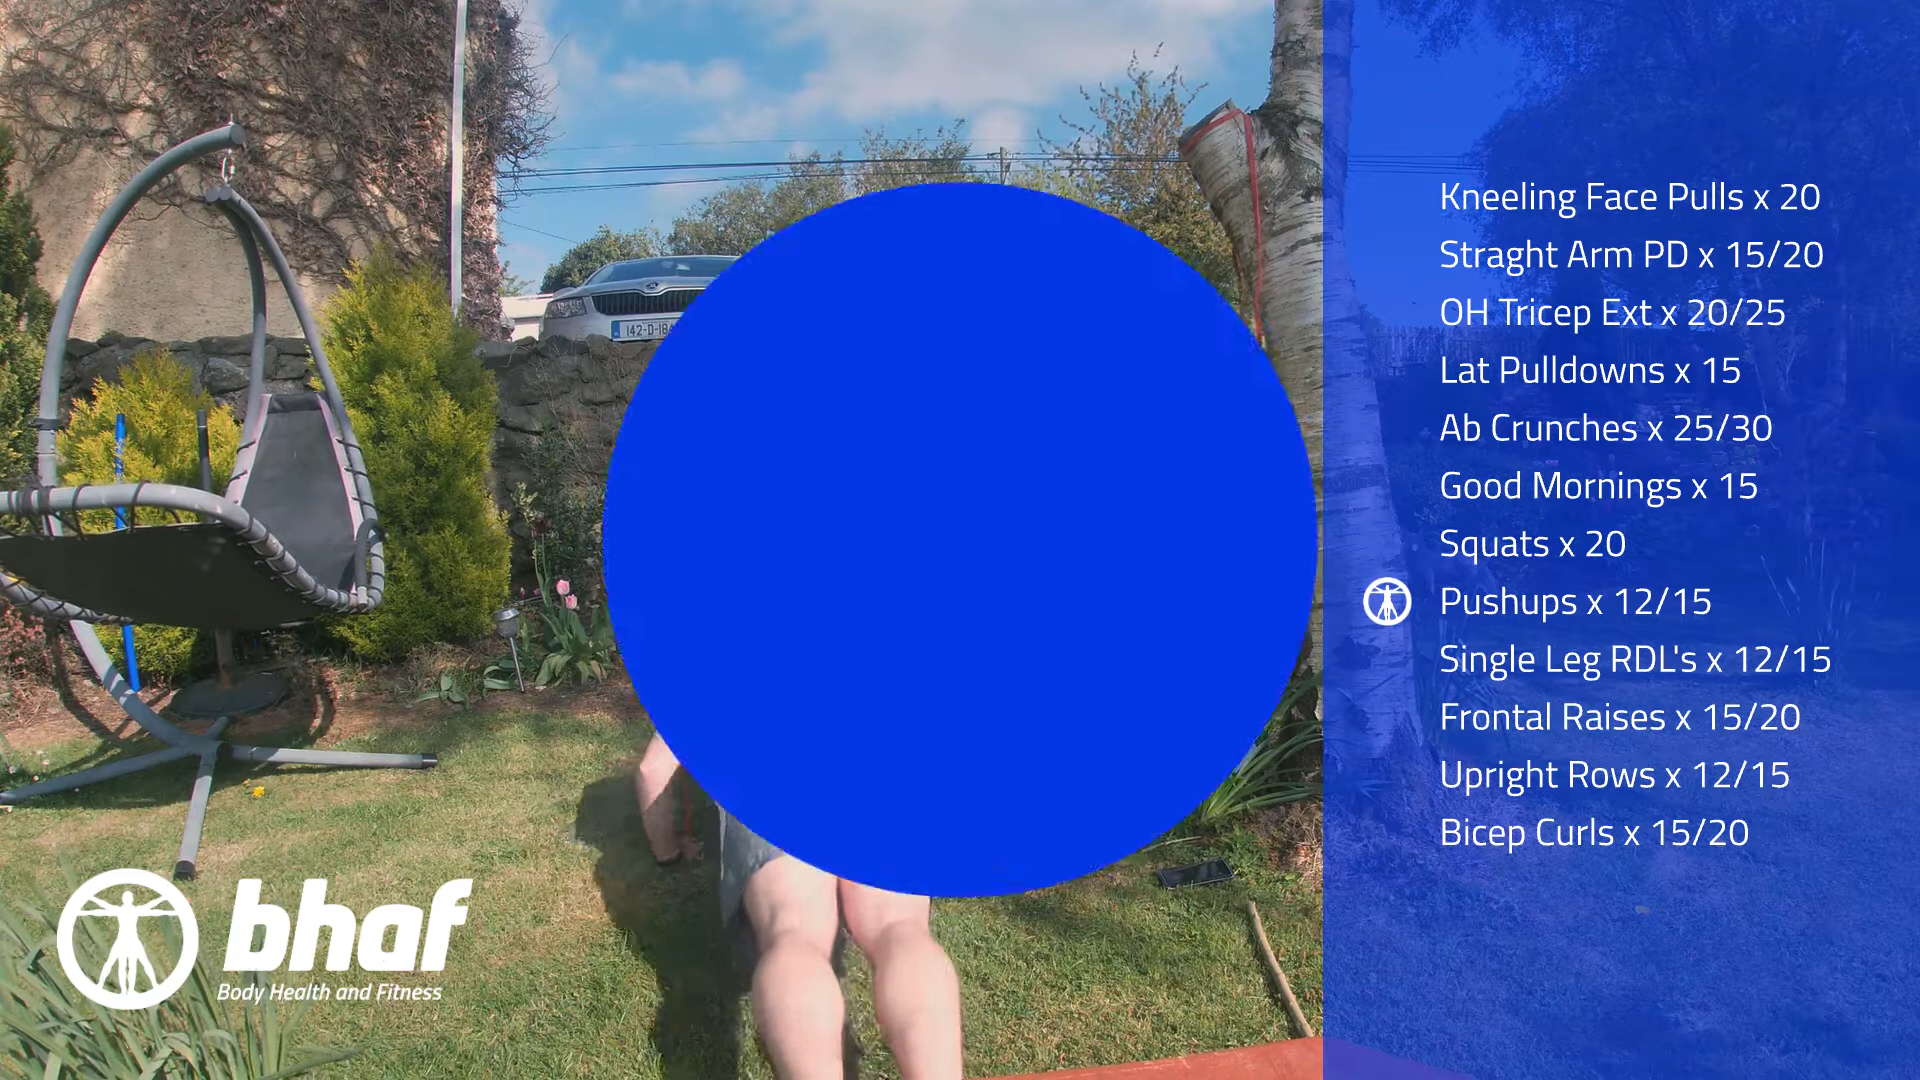 Kneeling Face Pulls x 20
Straght Arm PD x 15/20
OH Tricep Ext x 20/25
Lat Pulldowns x 15
Ab Crunches x 25/30
Good Mornings x 15
Squats x 20
Pushups x 12/15
Single Leg RDL's x 12/15
Frontal Raises x 15/20
Upright Rows x 12/15
Bicep Curls x 15/20
bhaf
Body Health and Fitness